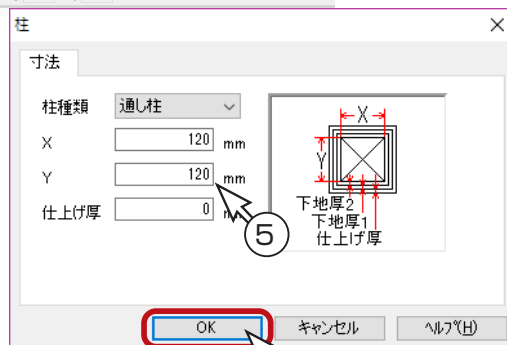 柱
寸法
柱種類 通し柱
X 120 mm
Y 120 mm
仕上げ厚 0
X
Y
下地厚2
下地厚1
仕上げ厚
⑤
OK キャンセル ヘルプ(H)